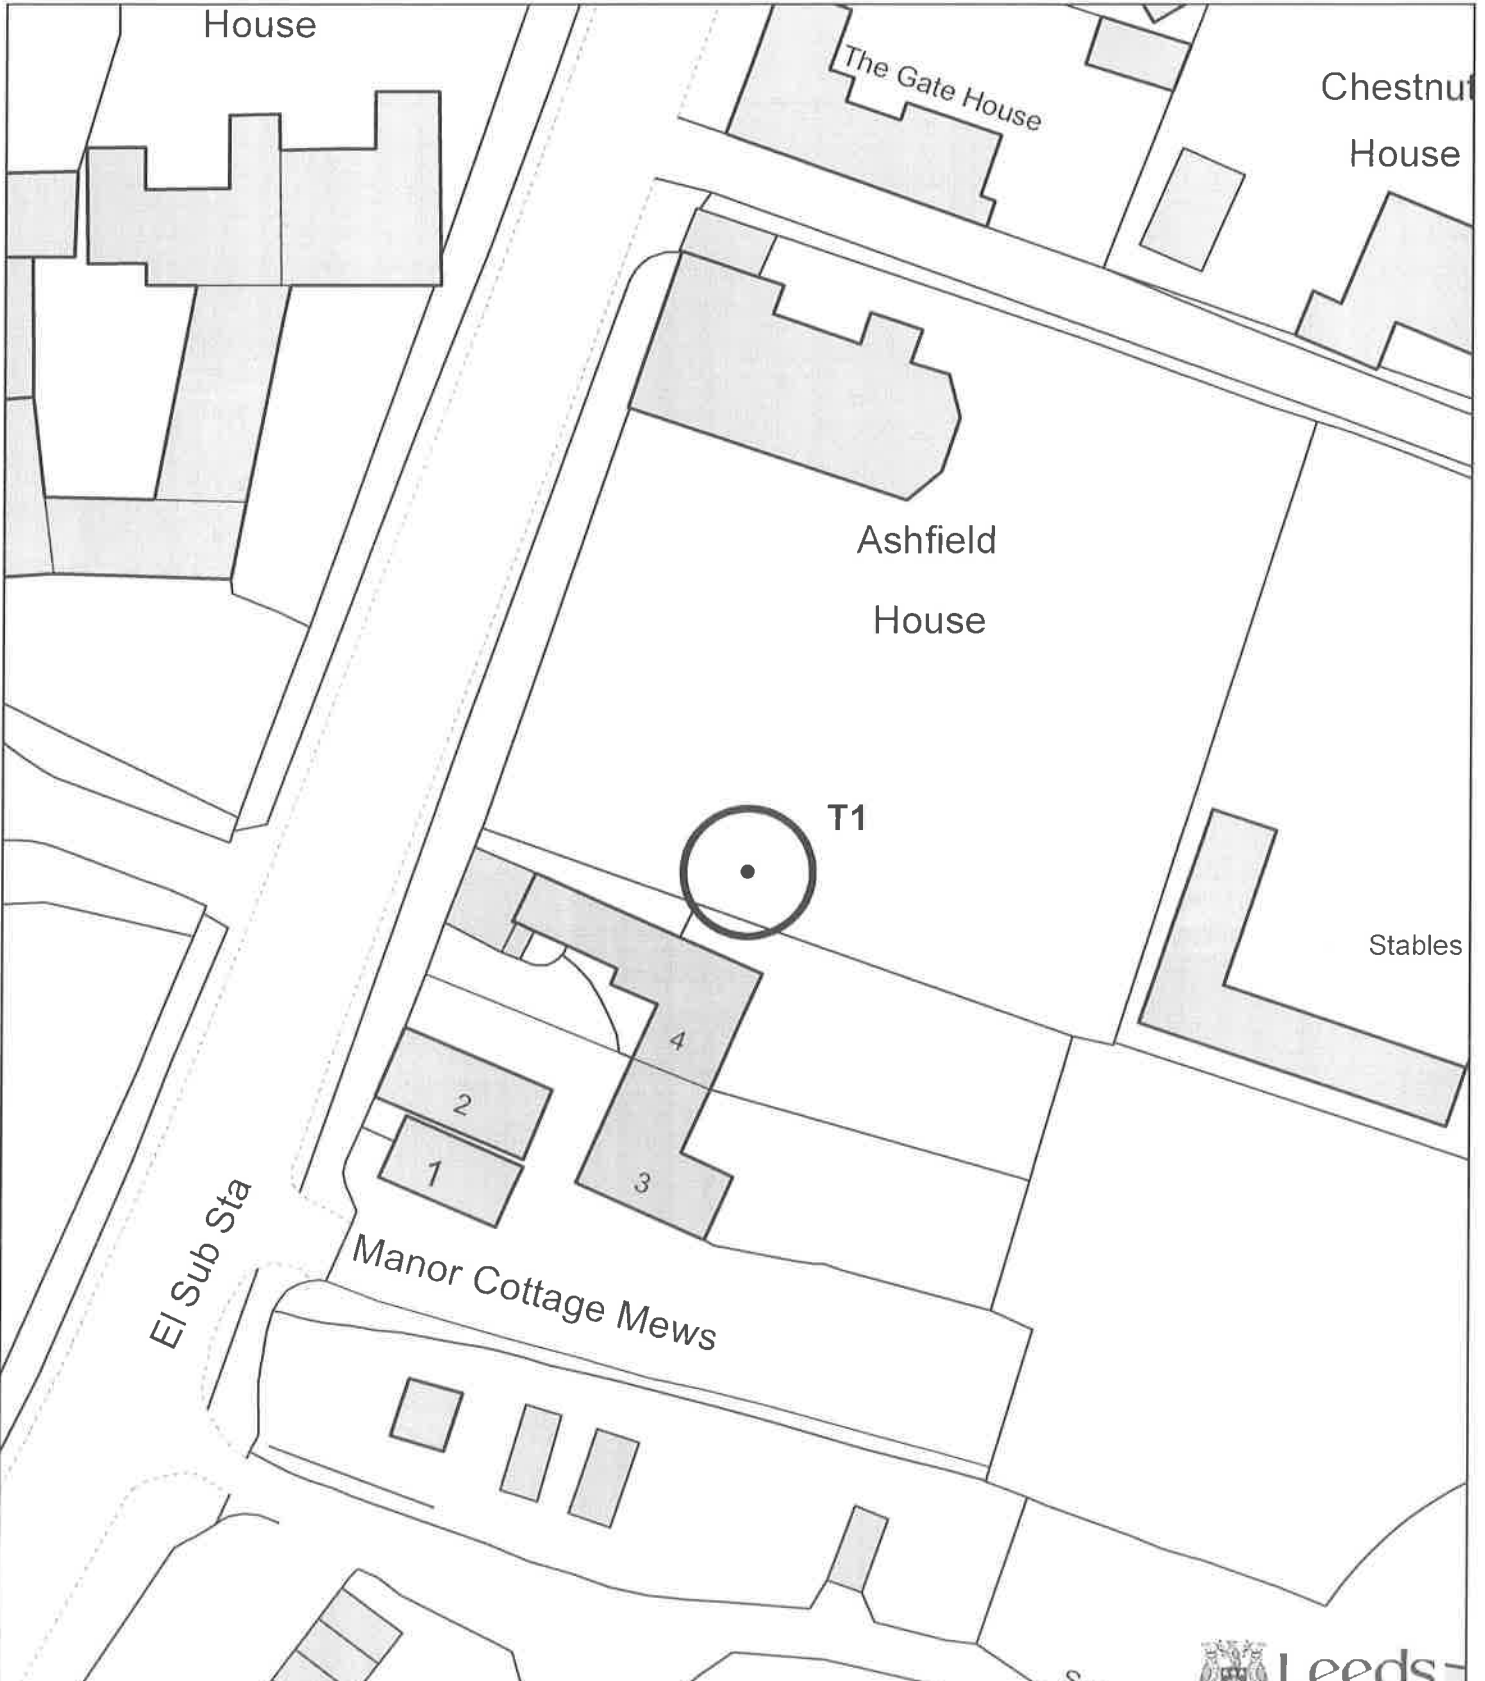 House
The Gate House
Chestnut
House
Ashfield
House
T1
Stables
4
2
1
3
El Sub Sta
Manor Cottage Mews
Leeds